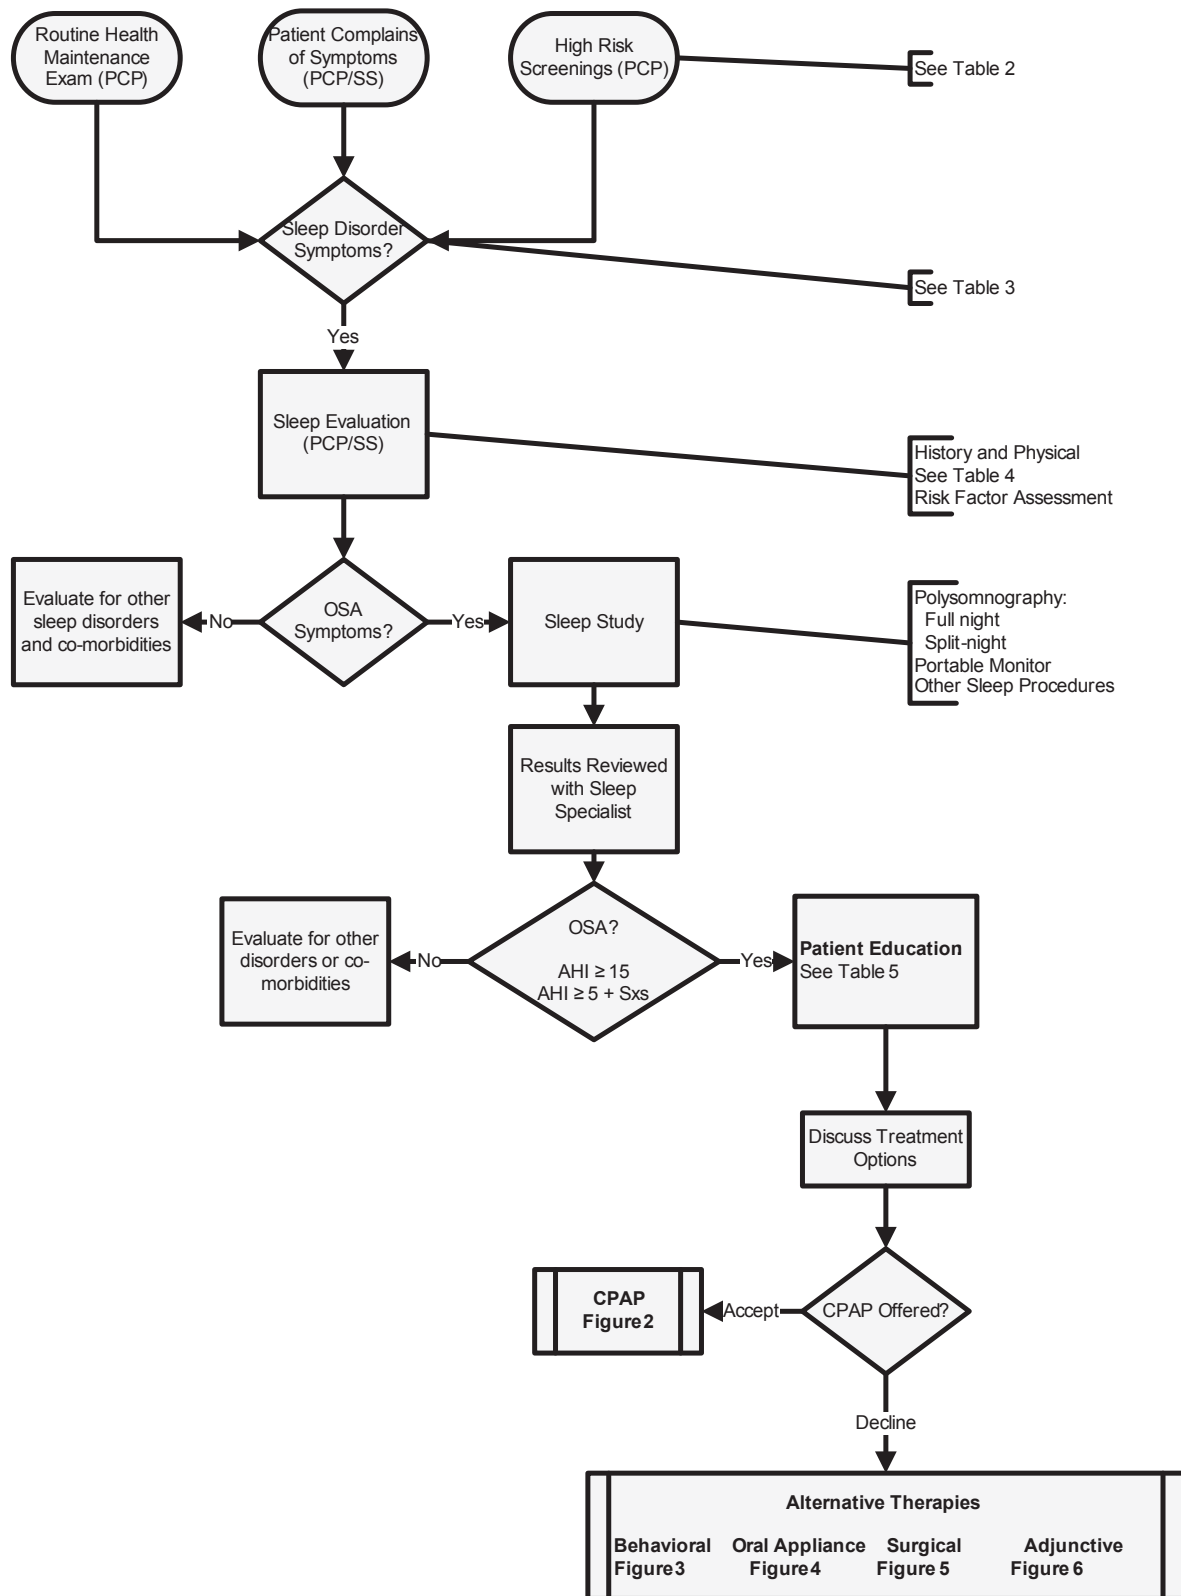 Routine Health
Maintenance
Exam (PCP)
Patient Complains
of Symptoms
(PCP/SS)
High Risk
Screenings (PCP)
See Table 2
Sleep Disorder
Symptoms?
See Table 3
Yes
Sleep Evaluation
(PCP/SS)
History and Physical
See Table 4
Risk Factor Assessment
Evaluate for other
sleep disorders
and co-morbidities
No
OSA
Symptoms?
Yes
Sleep Study
Polysomnography:
Full night
Split-night
Portable Monitor
Other Sleep Procedures
Results Reviewed
with Sleep
Specialist
Evaluate for other
disorders or co-
morbidities
No
OSA?
AHI ≥ 15
AHI ≥ 5 + Sxs
Yes
Patient Education
See Table 5
Discuss Treatment
Options
CPAP
Figure 2
Accept
CPAP Offered?
Decline
Alternative Therapies
Behavioral Oral Appliance Surgical Adjunctive
Figure 3 Figure 4 Figure 5 Figure 6